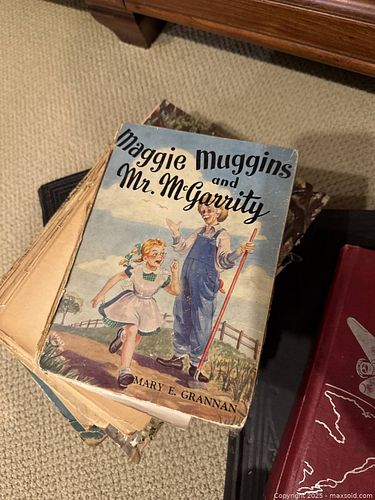 Maggie Muggins
and
Mr. McGarrity
MARY E. GRANNAN
Copyright © 2025 - maxsold.com